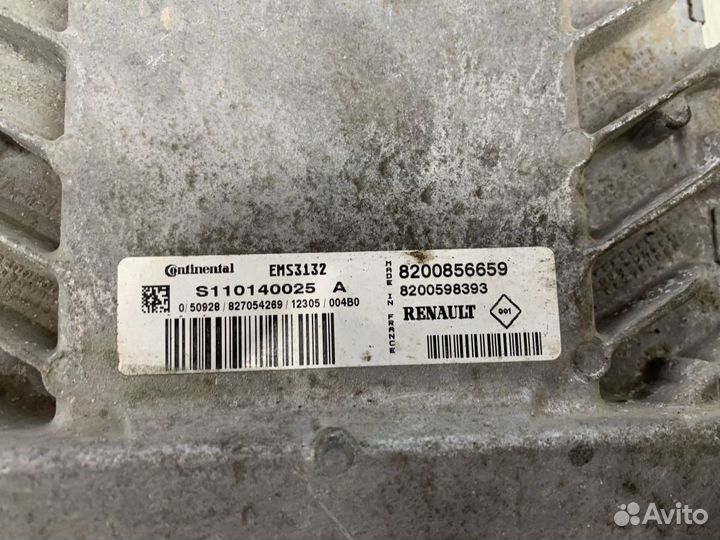 Continental EMS3132
S110140025 A
0/50928/827054269/12305/004B0
MADE IN FRANCE
8200856659
8200598393
RENAULT 001
Avito